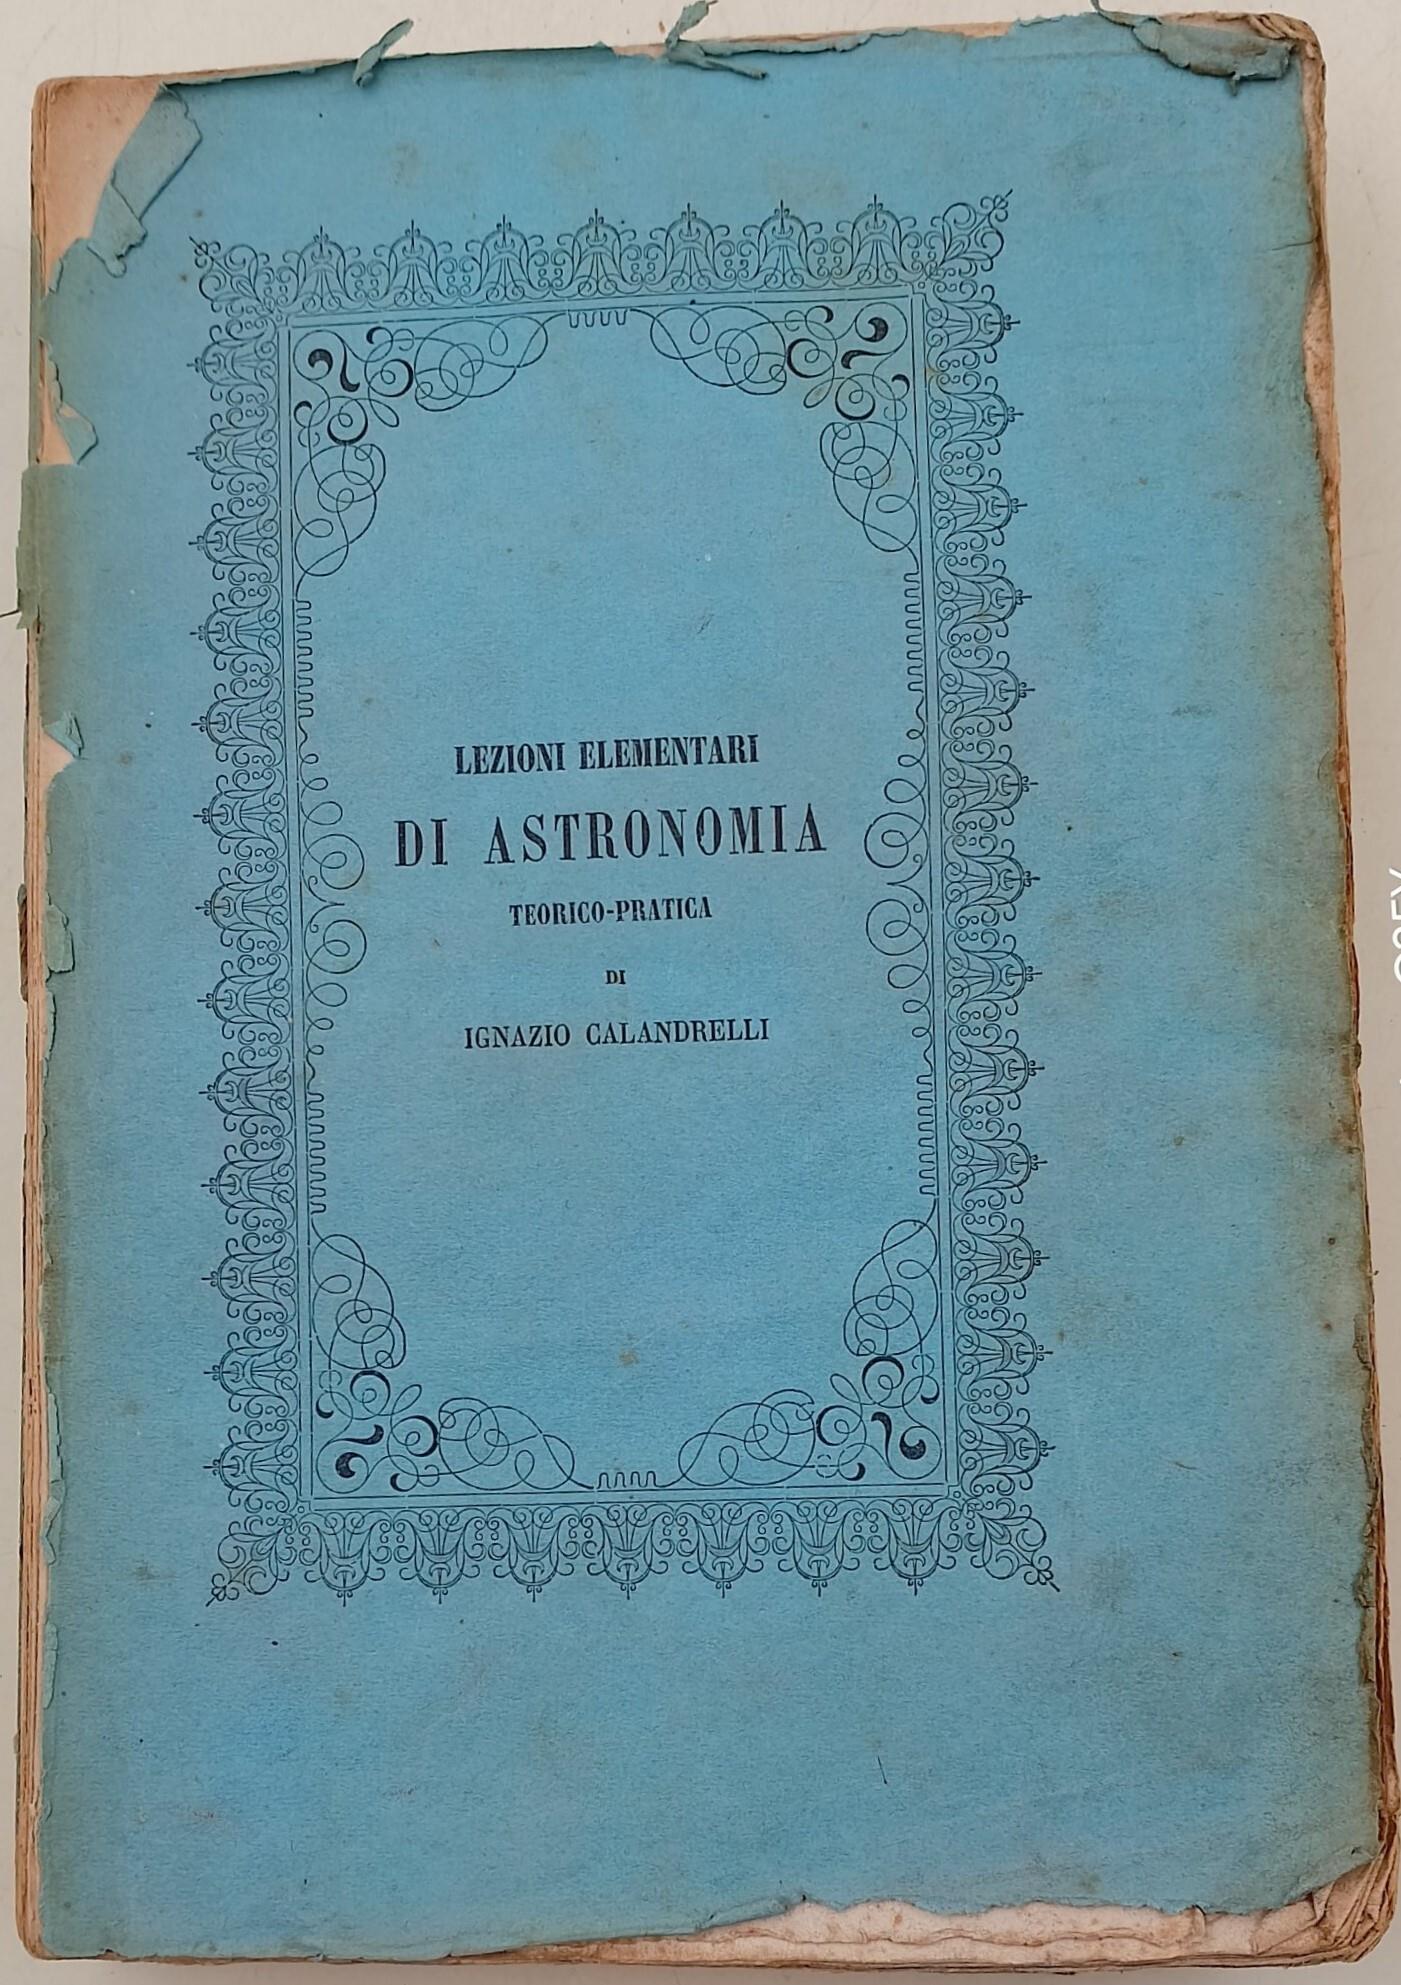 LEZIONI ELEMENTARI
DI ASTRONOMIA
TEORICO-PRATICA
DI
IGNAZIO CALANDRELLI